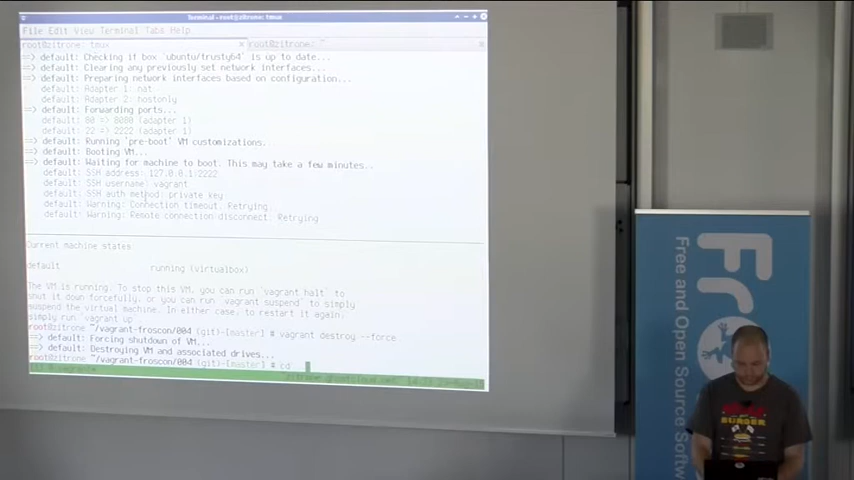 Terminal - root@zitrone: tmux
File Edit View Terminal Tabs Help
root@zitrone: tmux
root@zitrone: ~
==> default: Checking if box `ubuntu/trusty64` is up to date...
==> default: Clearing any previously set network interfaces...
==> default: Preparing network interfaces based on configuration...
default: Adapter 1: nat
default: Adapter 2: hostonly
==> default: Forwarding ports...
default: 80 => 8080 (adapter 1)
default: 22 => 2222 (adapter 1)
==> default: Running 'pre-boot' VM customizations.
==> default: Booting VM...
==> default: Waiting for machine to boot. This may take a few minutes...
default: SSH address: 127.0.0.1:2222
default: SSH username: vagrant
default: SSH auth method: private key
default: Warning: Connection timeout. Retrying...
default: Warning: Remote connection disconnect. Retrying
Current machine states
default running (virtualbox)
The VM is running. To stop this VM, you can run `vagrant halt` to
shut it down forcefully, or you can run `vagrant suspend` to simply
suspend the virtual machine. In either case, to restart it again,
simply run `vagrant up
root@zitrone ~/vagrant-froscon/004 (git)-[master] # vagrant destroy --force
==> default: Forcing shutdown of VM...
==> default: Destroying VM and associated drives...
root@zitrone ~/vagrant-froscon/004 (git)-[master] # cd
FrO
Free and Open Source Softw
BURGER